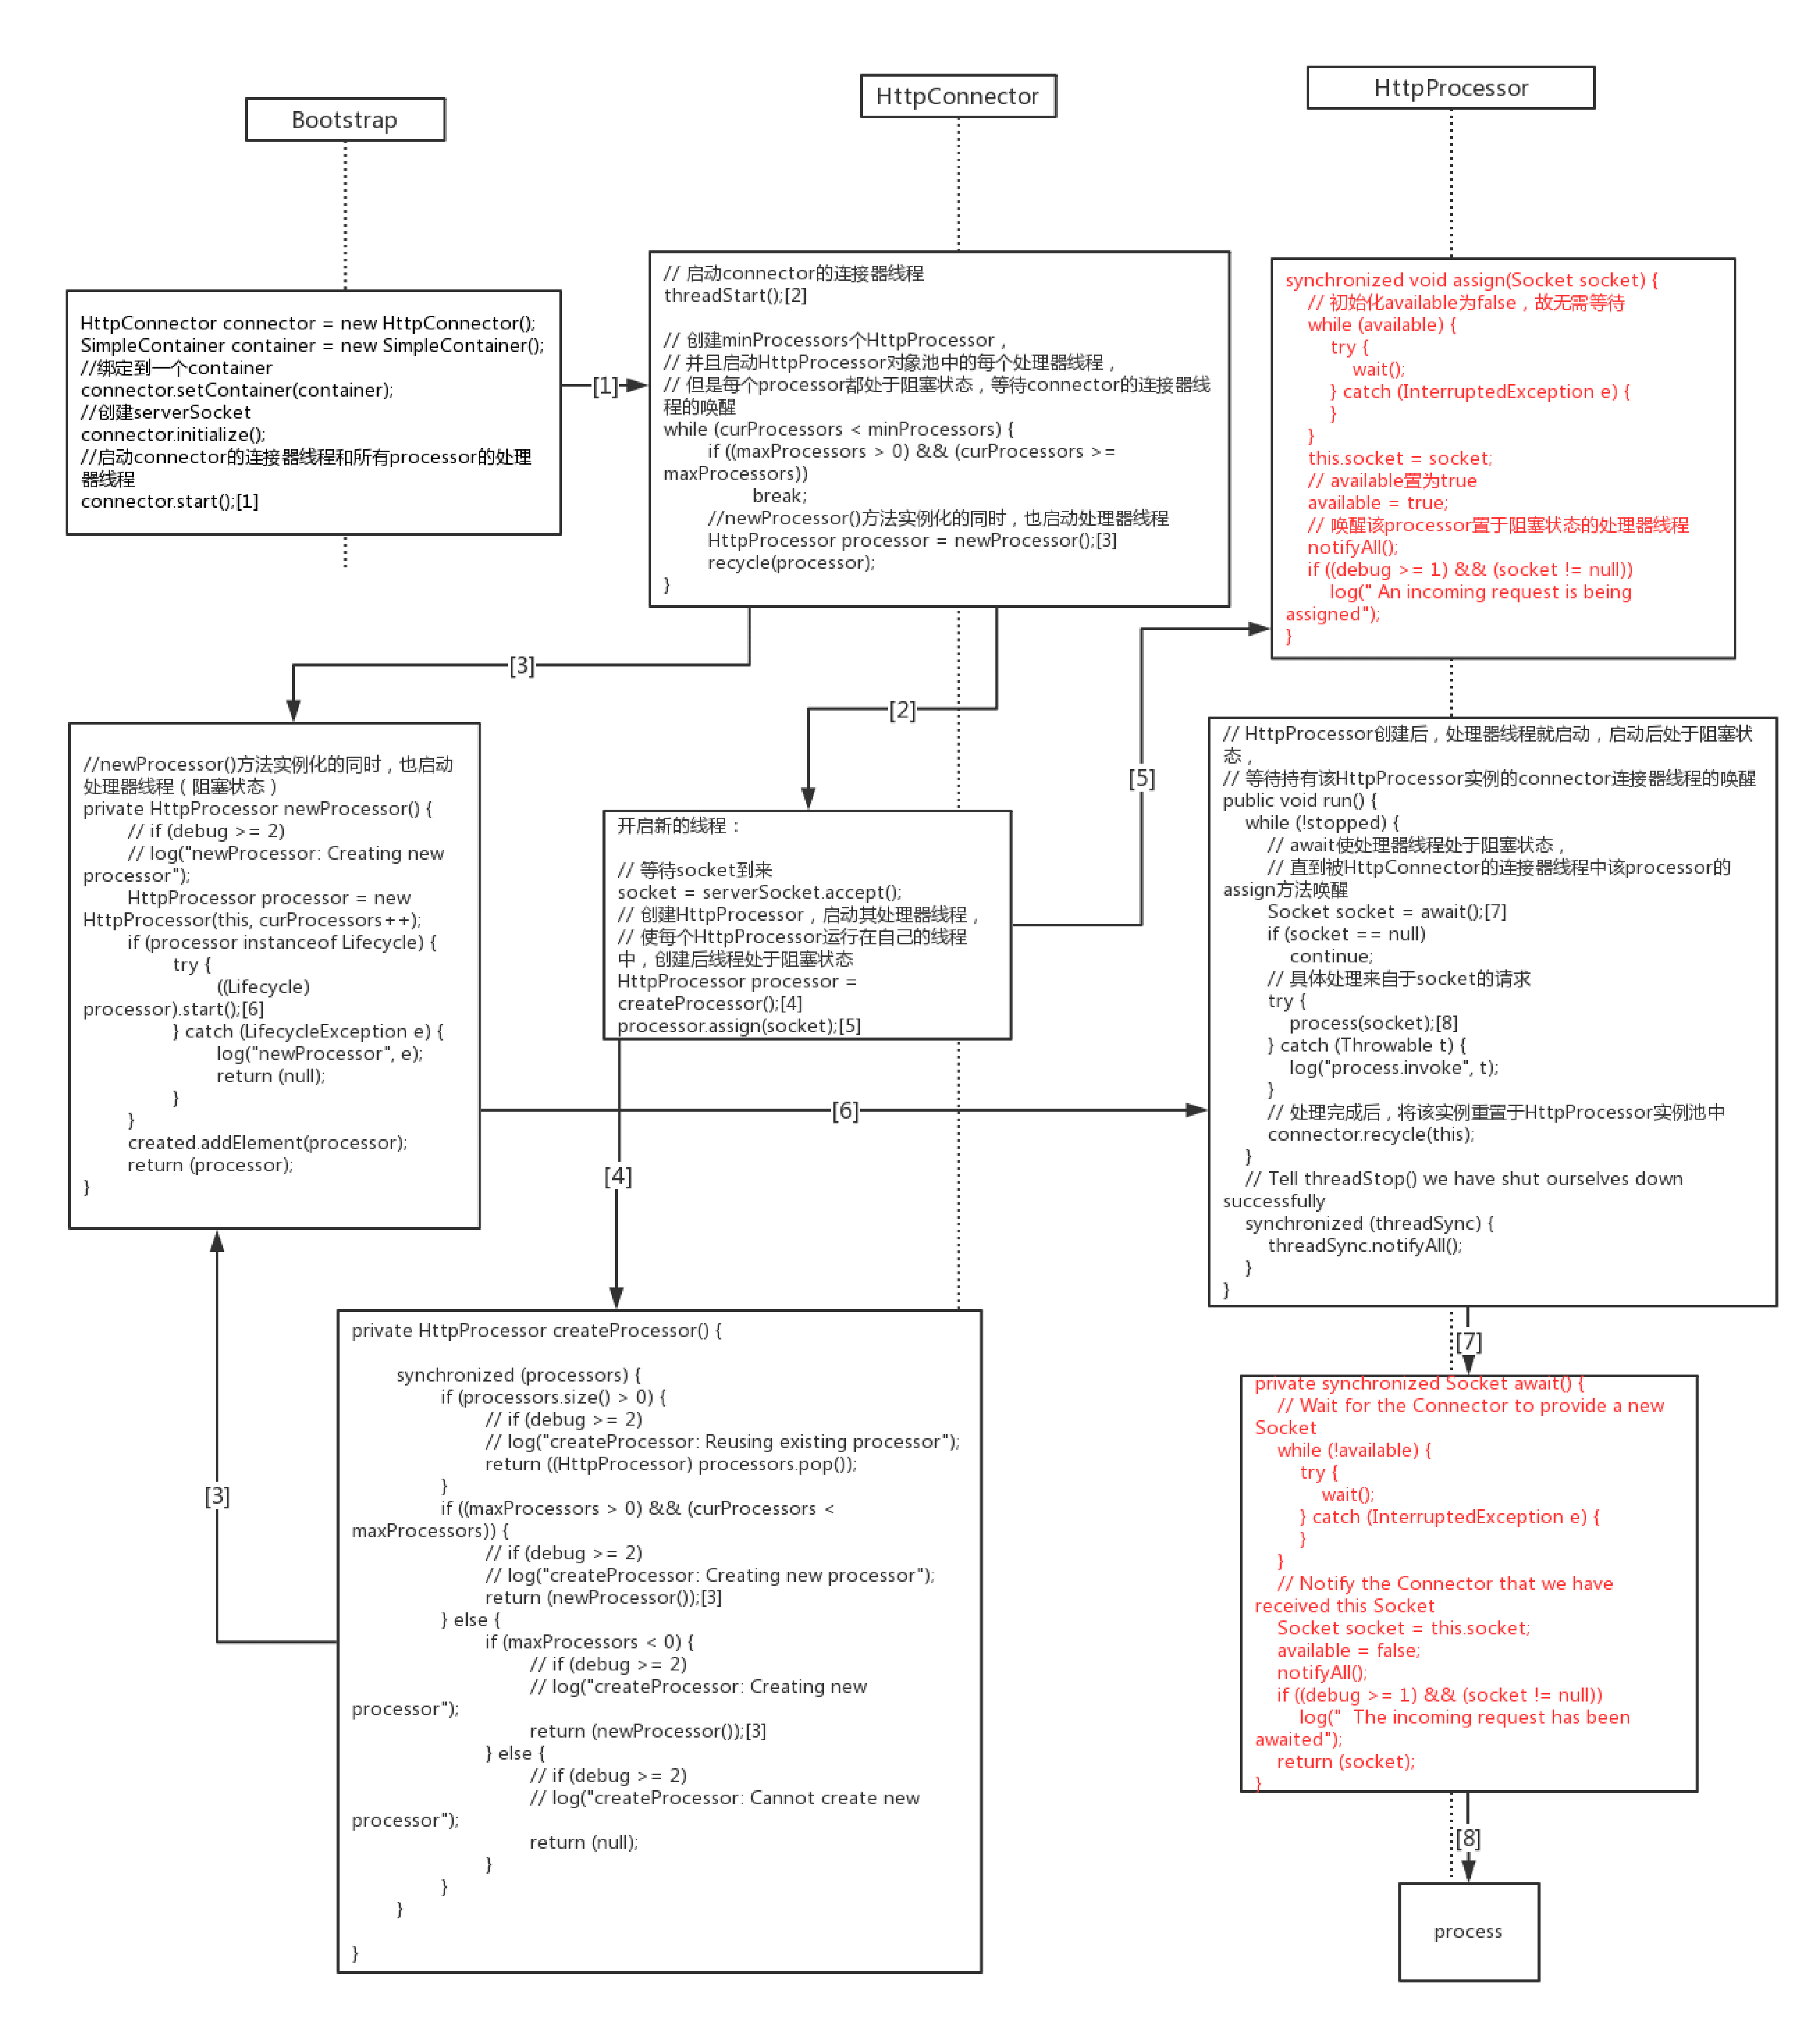 Bootstrap
HttpConnector
HttpProcessor
HttpConnector connector = new HttpConnector();
SimpleContainer container = new SimpleContainer();
//绑定到一个container
connector.setContainer(container);
//创建serverSocket
connector.initialize();
//启动connector的连接器线程和所有processor的处理
器线程
connector.start();[1]
[1]
// 启动connector的连接器线程
threadStart();[2]
// 创建minProcessors个HttpProcessor，
// 并且启动HttpProcessor对象池中的每个处理器线程，
// 但是每个processor都处于阻塞状态，等待connector的连接器线
程的唤醒
while (curProcessors < minProcessors) {
if ((maxProcessors > 0) && (curProcessors >=
maxProcessors))
break;
//newProcessor()方法实例化的同时，也启动处理器线程
HttpProcessor processor = newProcessor();[3]
recycle(processor);
}
synchronized void assign(Socket socket) {
// 初始化available为false，故无需等待
while (available) {
try {
wait();
} catch (InterruptedException e) {
}
}
this.socket = socket;
// available置为true
available = true;
// 唤醒该processor置于阻塞状态的处理器线程
notifyAll();
if ((debug >= 1) && (socket != null))
log(" An incoming request is being
assigned");
}
[3]
[2]
[5]
//newProcessor()方法实例化的同时，也启动
处理器线程（阻塞状态）
private HttpProcessor newProcessor() {
// if (debug >= 2)
// log("newProcessor: Creating new
processor");
HttpProcessor processor = new
HttpProcessor(this, curProcessors++);
if (processor instanceof Lifecycle) {
try {
((Lifecycle)
processor).start();[6]
} catch (LifecycleException e) {
log("newProcessor", e);
return (null);
}
}
created.addElement(processor);
return (processor);
}
开启新的线程：
// 等待socket到来
socket = serverSocket.accept();
// 创建HttpProcessor，启动其处理器线程，
// 使每个HttpProcessor运行在自己的线程
中，创建后线程处于阻塞状态
HttpProcessor processor =
createProcessor();[4]
processor.assign(socket);[5]
// HttpProcessor创建后，处理器线程就启动，启动后处于阻塞状
态，
// 等待持有该HttpProcessor实例的connector连接器线程的唤醒
public void run() {
while (!stopped) {
// await使处理器线程处于阻塞状态，
// 直到被HttpConnector的连接器线程中该processor的
assign方法唤醒
Socket socket = await();[7]
if (socket == null)
continue;
// 具体处理来自于socket的请求
try {
process(socket);[8]
} catch (Throwable t) {
log("process.invoke", t);
}
// 处理完成后，将该实例重置于HttpProcessor实例池中
connector.recycle(this);
}
// Tell threadStop() we have shut ourselves down
successfully
synchronized (threadSync) {
threadSync.notifyAll();
}
}
[6]
[4]
[3]
private HttpProcessor createProcessor() {
synchronized (processors) {
if (processors.size() > 0) {
// if (debug >= 2)
// log("createProcessor: Reusing existing processor");
return ((HttpProcessor) processors.pop());
}
if ((maxProcessors > 0) && (curProcessors <
maxProcessors)) {
// if (debug >= 2)
// log("createProcessor: Creating new processor");
return (newProcessor());[3]
} else {
if (maxProcessors < 0) {
// if (debug >= 2)
// log("createProcessor: Creating new
processor");
return (newProcessor());[3]
} else {
// if (debug >= 2)
// log("createProcessor: Cannot create new
processor");
return (null);
}
}
}
}
[7]
private synchronized Socket await() {
// Wait for the Connector to provide a new
Socket
while (!available) {
try {
wait();
} catch (InterruptedException e) {
}
}
// Notify the Connector that we have
received this Socket
Socket socket = this.socket;
available = false;
notifyAll();
if ((debug >= 1) && (socket != null))
log("  The incoming request has been
awaited");
return (socket);
}
[8]
process